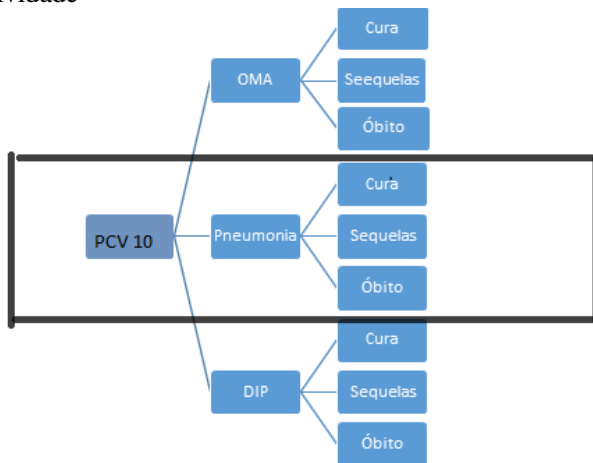 OMA
Cura
Seequelas
Óbito
PCV 10
Pneumonia
Cura
Sequelas
Óbito
DIP
Cura
Sequelas
Óbito